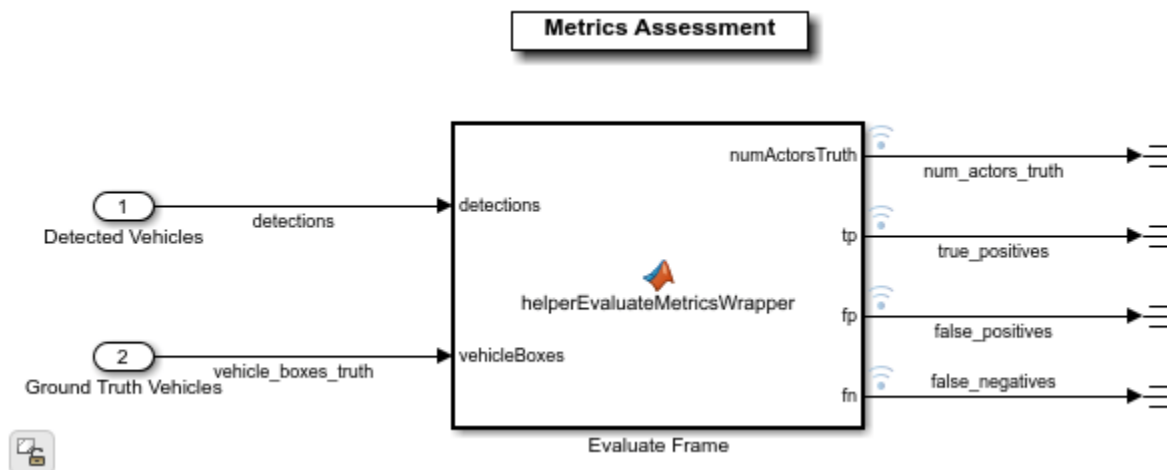 Metrics Assessment
numActorsTruth
num_actors_truth
1
detections
detections
Detected Vehicles
tp
true_positives
helperEvaluateMetricsWrapper
fp
false_positives
2
vehicle_boxes_truth
vehicleBoxes
Ground Truth Vehicles
fn
false_negatives
Evaluate Frame